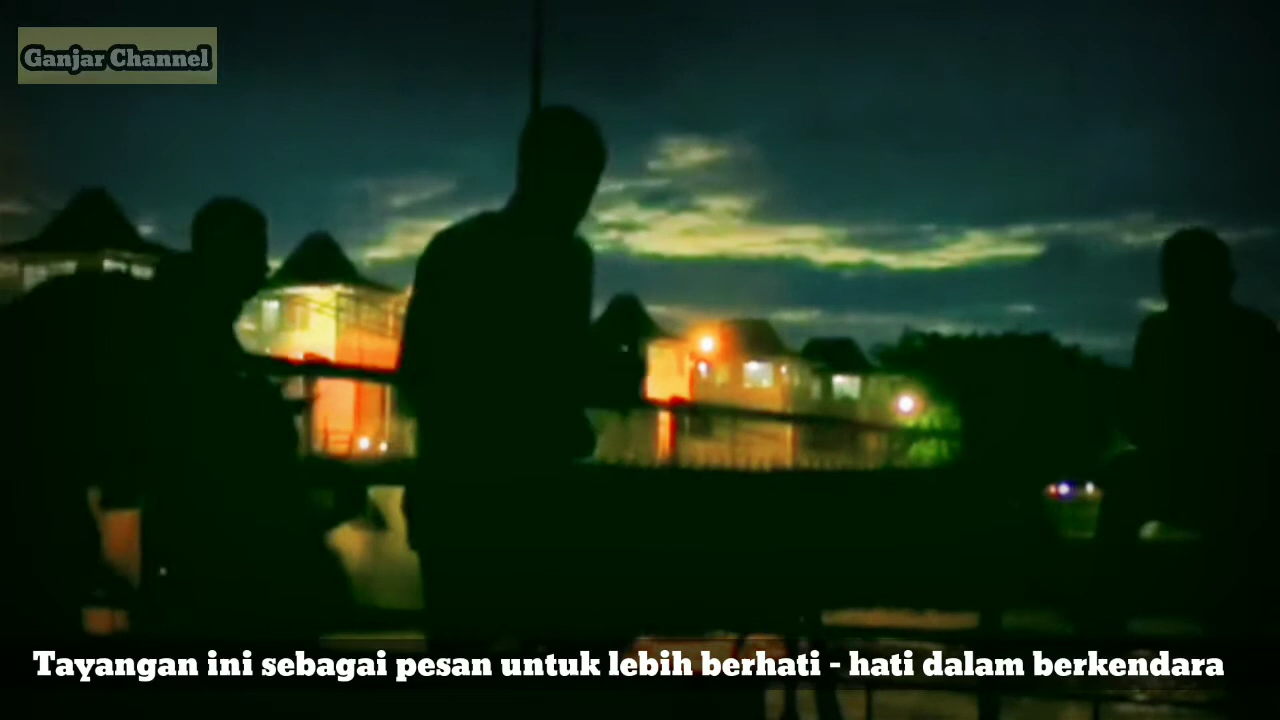 Ganjar Channel
Tayangan ini sebagai pesan untuk lebih berhati - hati dalam berkendara